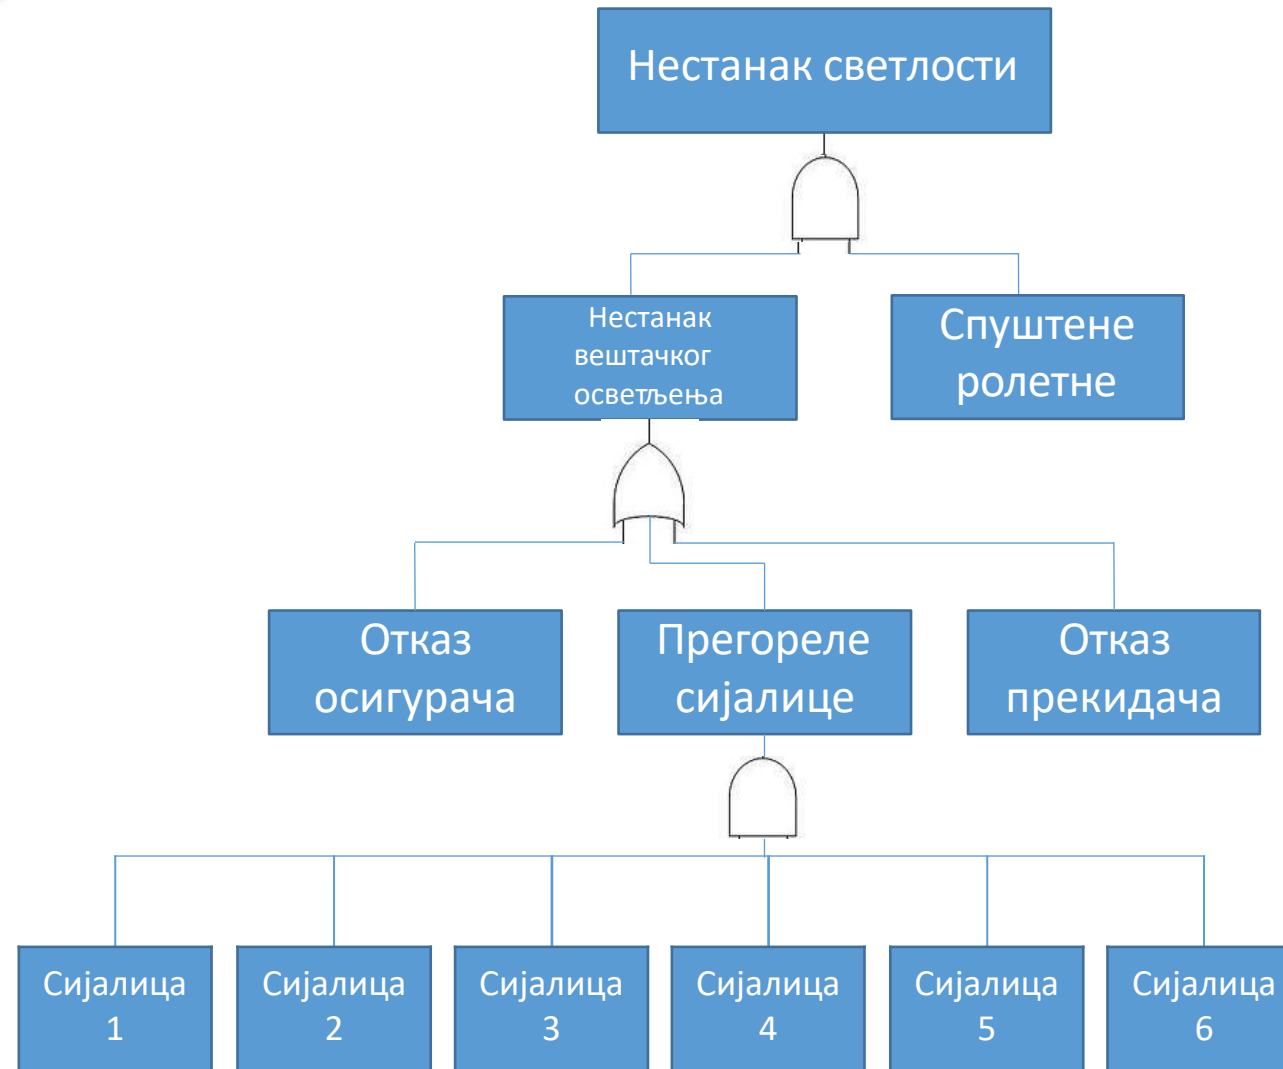 Нестанак светлости
Нестанак
вештачког
осветљења
Спуштене
ролетне
Отказ
осигурача
Прегореле
сијалице
Отказ
прекидача
Сијалица
1
Сијалица
2
Сијалица
3
Сијалица
4
Сијалица
5
Сијалица
6